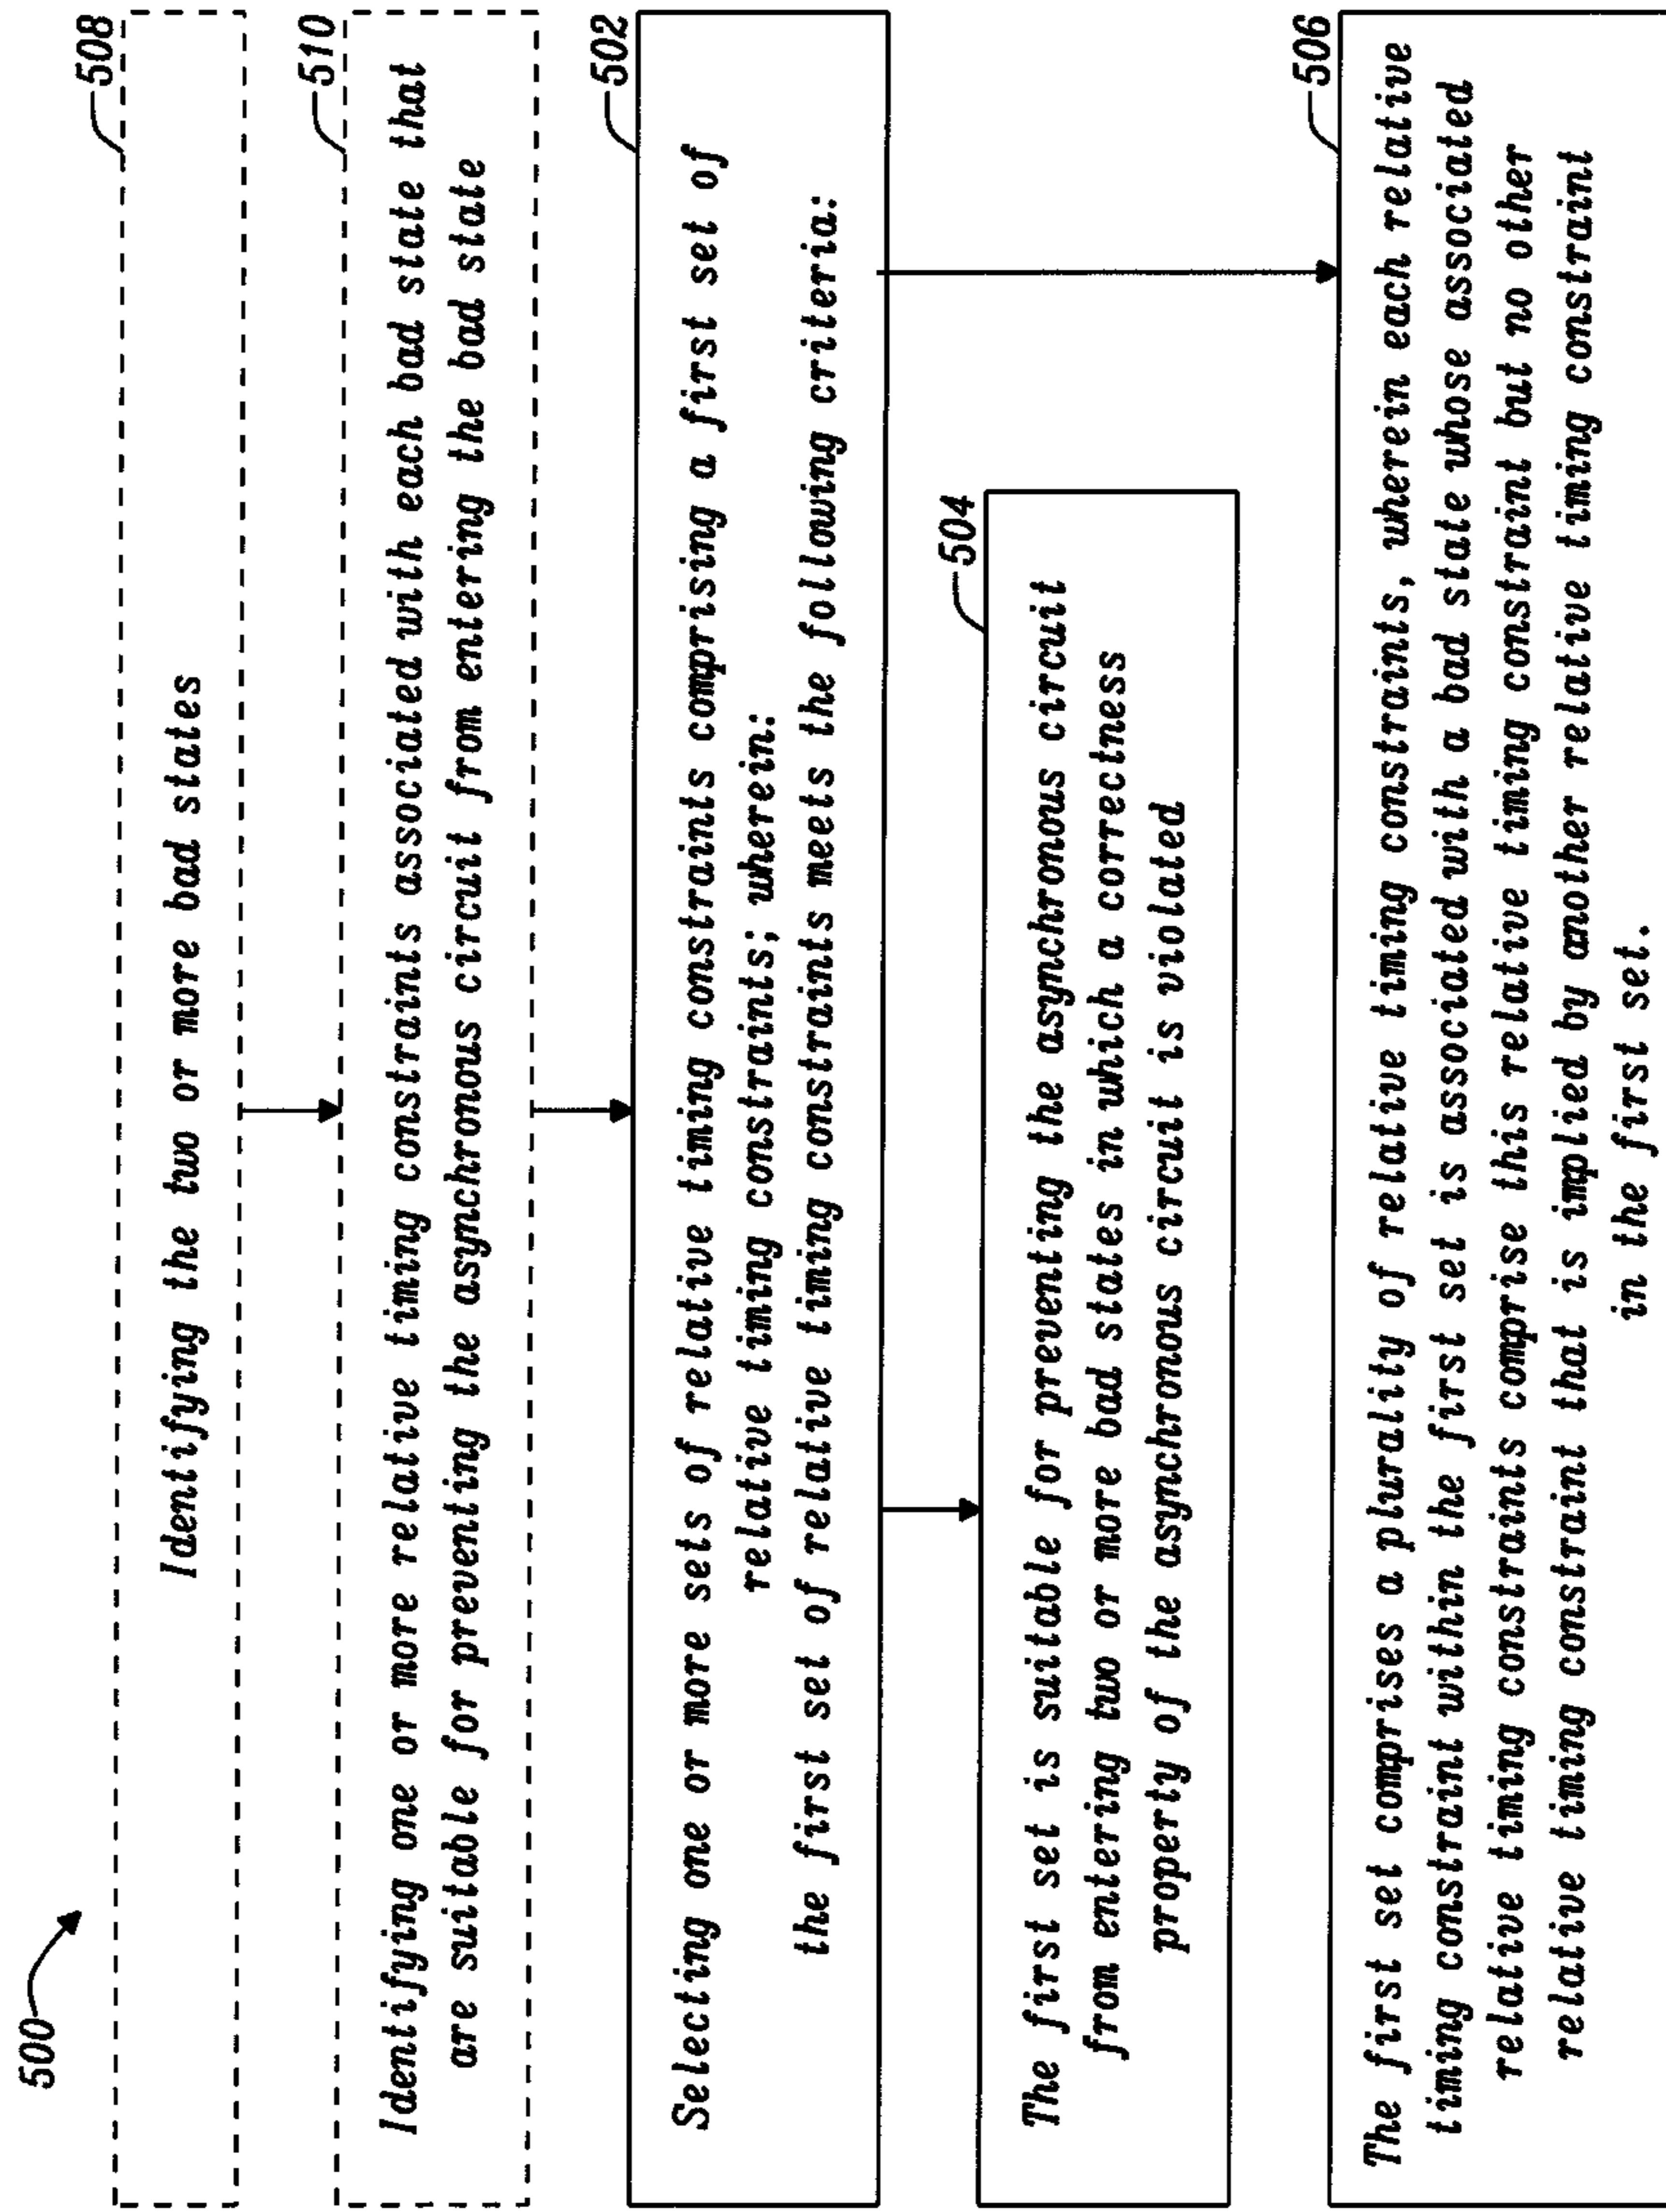 500
508
Identifying the two or more bad states
510
Identifying one or more relative timing constraints associated with each bad state that
are suitable for preventing the asynchronous circuit from entering the bad state
502
Selecting one or more sets of relative timing constraints comprising a first set of
relative timing constraints; wherein:
the first set of relative timing constraints meets the following criteria:
504
The first set is suitable for preventing the asynchronous circuit
from entering two or more bad states in which a correctness
property of the asynchronous circuit is violated
506
The first set comprises a plurality of relative timing constraints, wherein each relative
timing constraint within the first set is associated with a bad state whose associated
relative timing constraints comprise this relative timing constraint but no other
relative timing constraint that is implied by another relative timing constraint
in the first set.